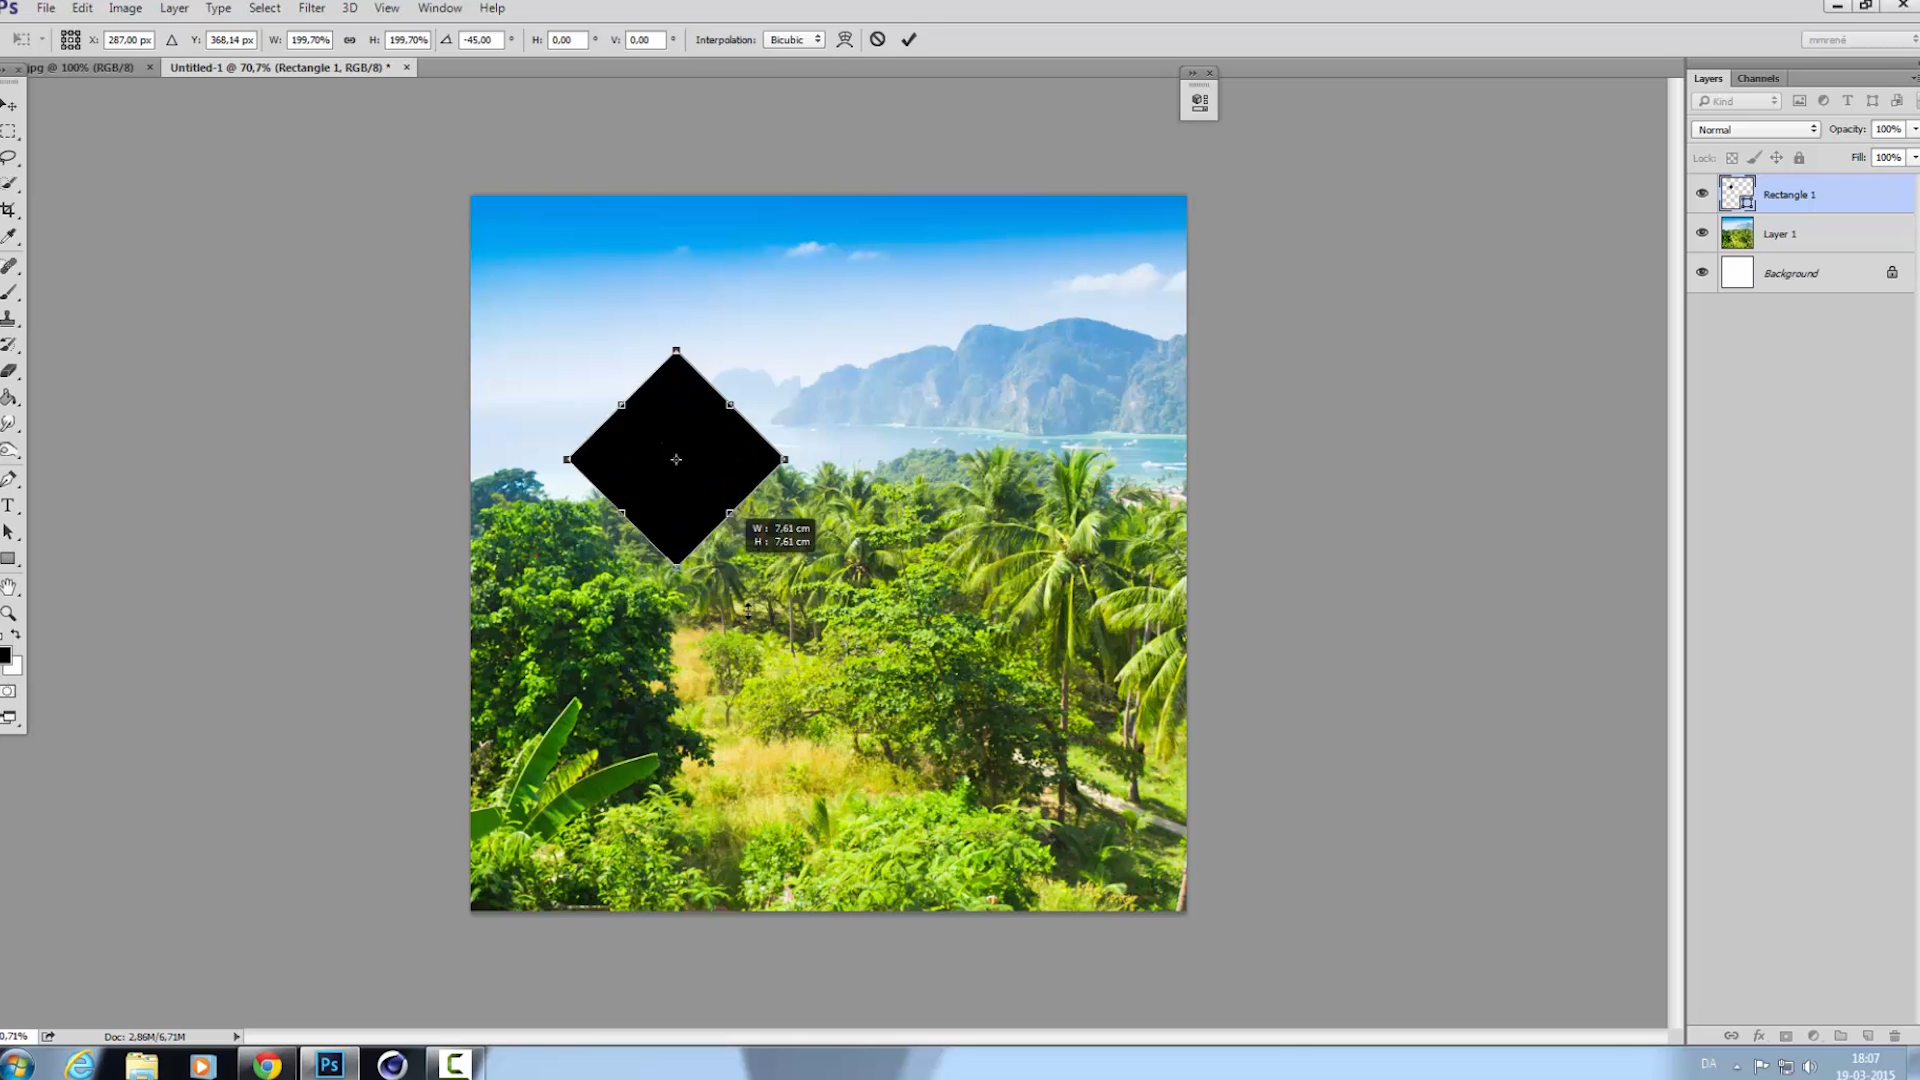 Ps File Edit Image Layer Type Select Filter 3D View Window Help
X: 287,00 px Y: 368,14 px W: 199,70% H: 199,70% -45,00 ° H: 0,00 ° V: 0,00 ° Interpolation: Bicubic mmrené
jpg @ 100% (RGB/8) × Untitled-1 @ 70,7% (Rectangle 1, RGB/8) * ×
Layers Channels
Kind
Normal Opacity: 100%
Lock: Fill: 100%
Rectangle 1
Layer 1
Background
W : 7,61 cm
H : 7,61 cm
T
fx
0,71% Doc: 2,86M/6,71M
Ps
DA 18:07
19-03-2015